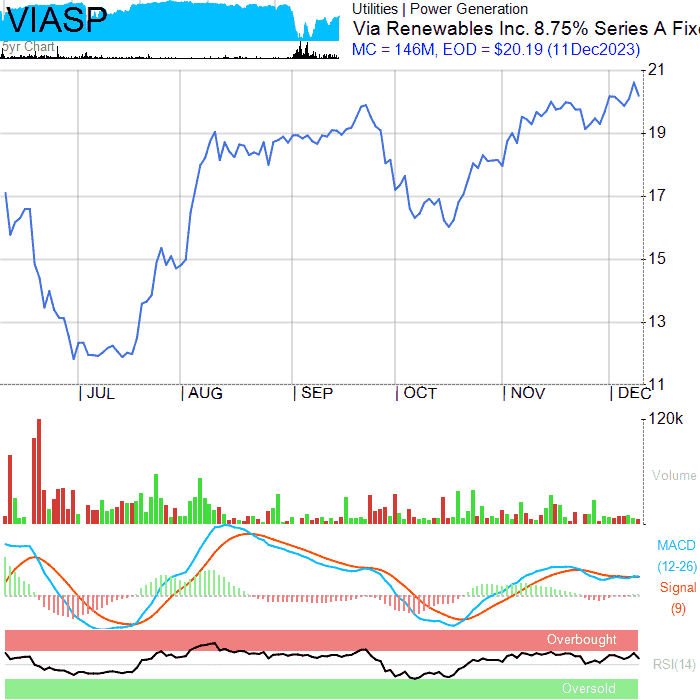 VIASP
5yr Chart
Utilities | Power Generation
Via Renewables Inc. 8.75% Series A Fixe
MC = 146M, EOD = $20.19 (11Dec2023)
21
19
17
15
13
11
JUL AUG SEP OCT NOV DEC
120k
Volume
MACD
(12-26)
Signal
(9)
Overbought
RSI(14)
Oversold